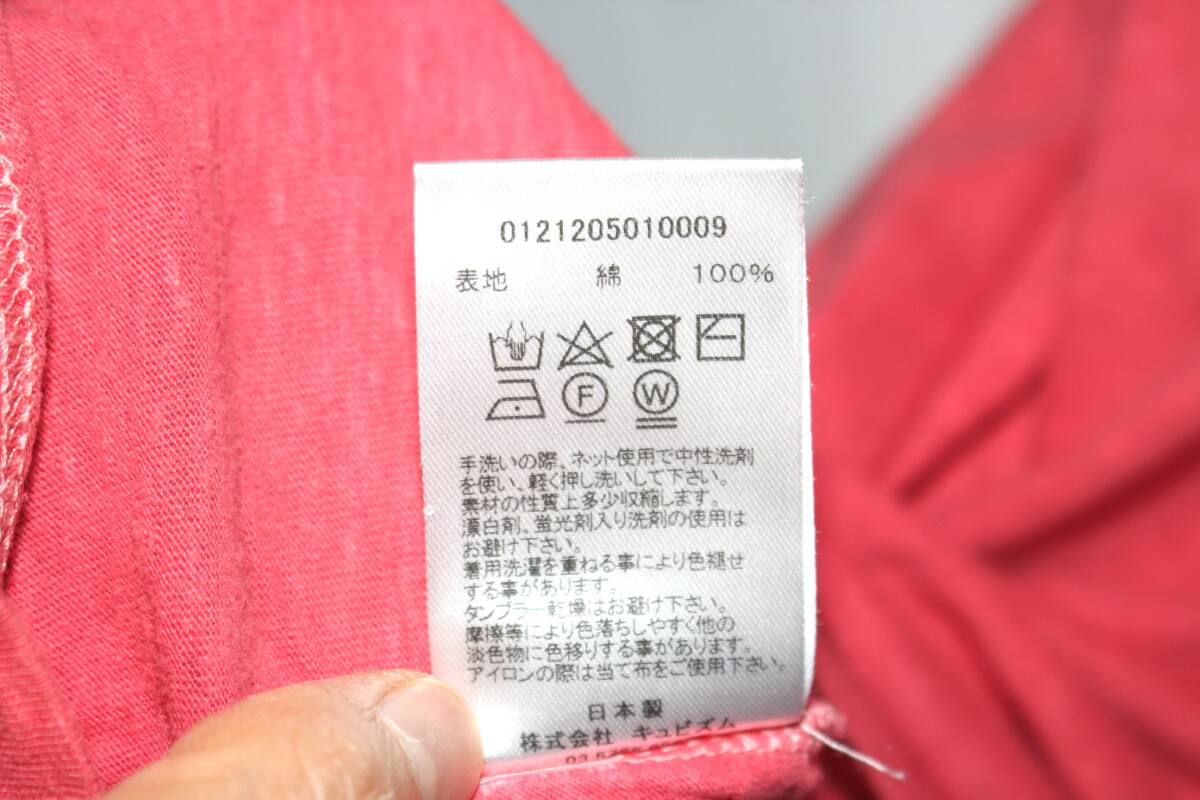 0121205010009
表地 綿 100%
F W
手洗いの際、ネット使用で中性洗剤
を使い、軽く押し洗いして下さい。
素材の性質上多少収縮します。
漂白剤、蛍光剤入り洗剤の使用は
お避け下さい。
着用洗濯を重ねる事により色褪せ
する事があります。
タンブラー乾燥はお避け下さい。
摩擦等により色落ちしやすく他の
淡色物に色移りする事があります。
アイロンの際は当て布をご使用下さい。
日本製
株式会社 キュビズム